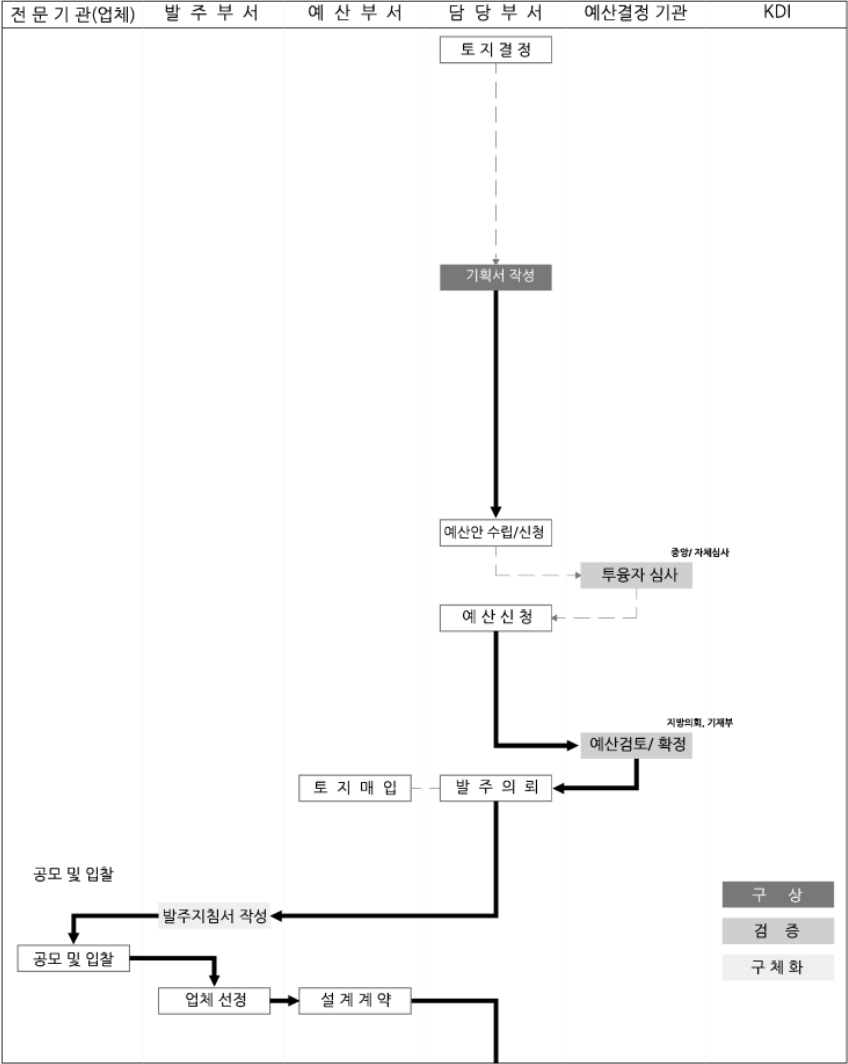 전 문 기 관(업체) 발 주 부 서 예 산 부 서 담 당 부 서 예산결정 기관 KDI
토 지 결 정
기획서 작성
예산안 수립/신청
중앙/ 자체심사
투융자 심사
예 산 신 청
지방의회, 기재부
예산검토/ 확정
토 지 매 입 발 주 의 뢰
공모 및 입찰
구 상
발주지침서 작성
검 증
공모 및 입찰
구 체 화
업체 선정 설 계 계 약